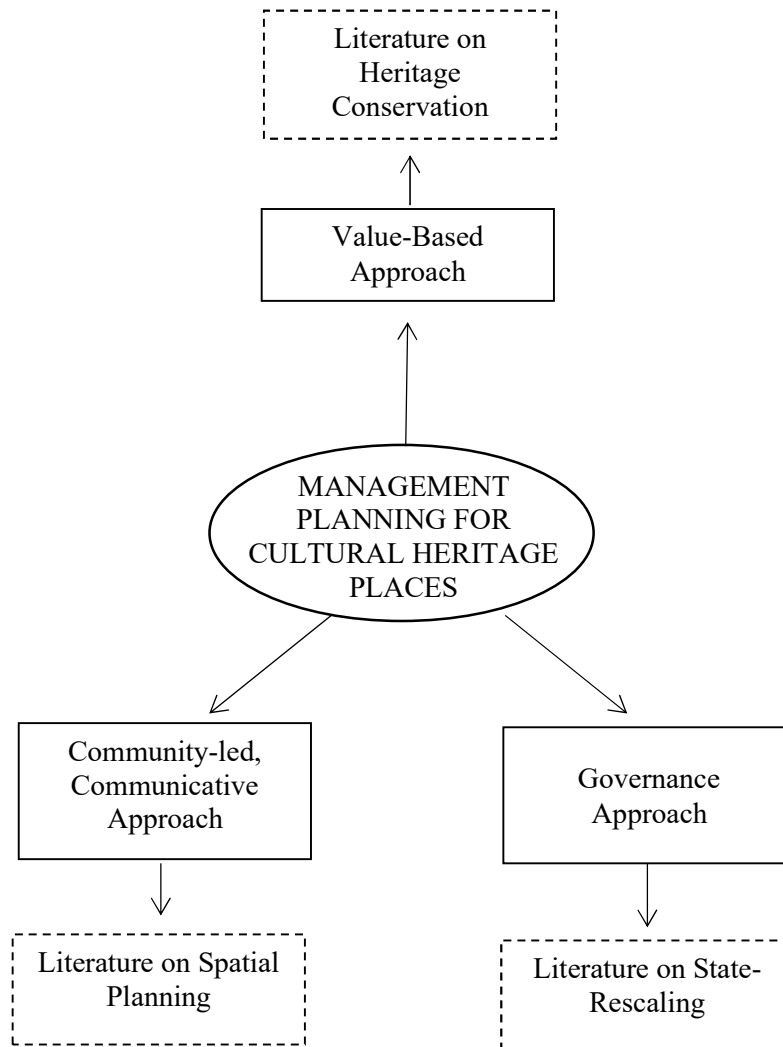 Literature on
Heritage
Conservation
Value-Based
Approach
MANAGEMENT
PLANNING FOR
CULTURAL HERITAGE
PLACES
Community-led,
Communicative
Approach
Governance
Approach
Literature on Spatial
Planning
Literature on State-
Rescaling